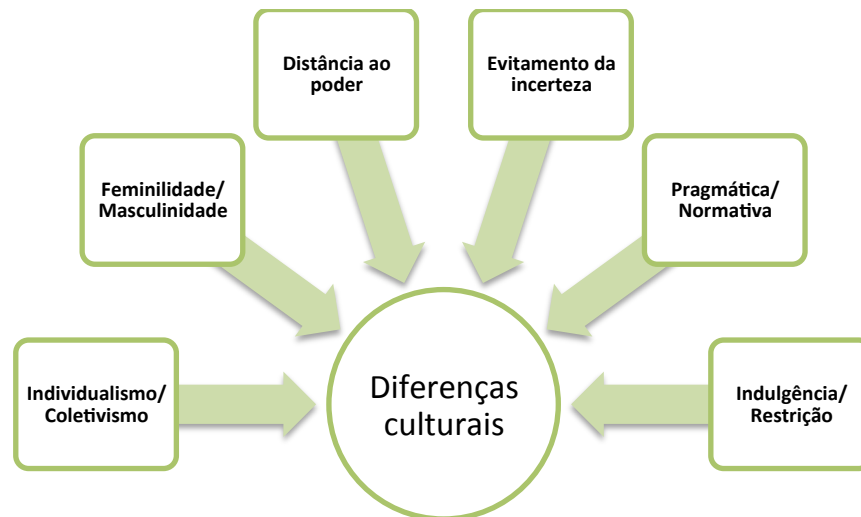 Distância ao
poder
Evitamento da
incerteza
Feminilidade/
Masculinidade
Pragmática/
Normativa
Individualismo/
Coletivismo
Diferenças
culturais
Indulgência/
Restrição